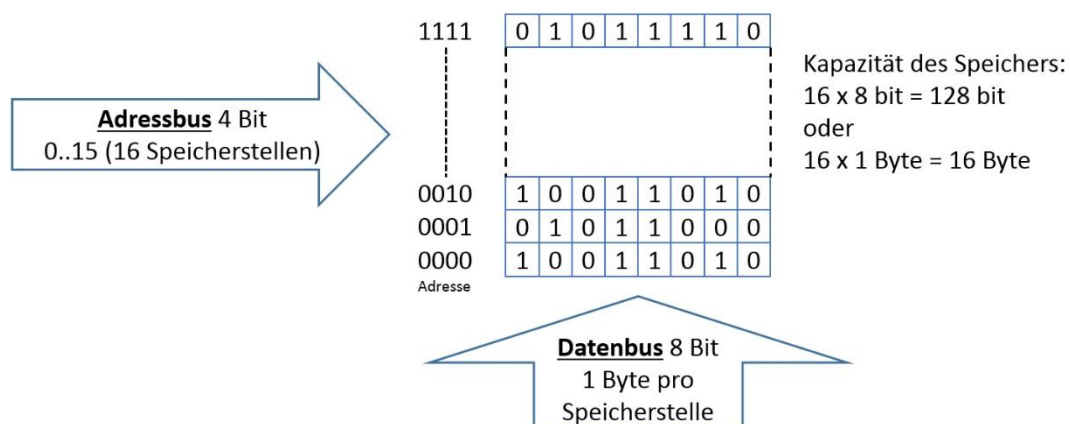 1111 0 1 0 1 1 1 1 0
Kapazität des Speichers:
16 x 8 bit = 128 bit
oder
16 x 1 Byte = 16 Byte
Adressbus 4 Bit
0..15 (16 Speicherstellen)
0010 1 0 0 1 1 0 1 0
0001 0 1 0 1 1 0 0 0
0000 1 0 0 1 1 0 1 0
Adresse
Datenbus 8 Bit
1 Byte pro
Speicherstelle